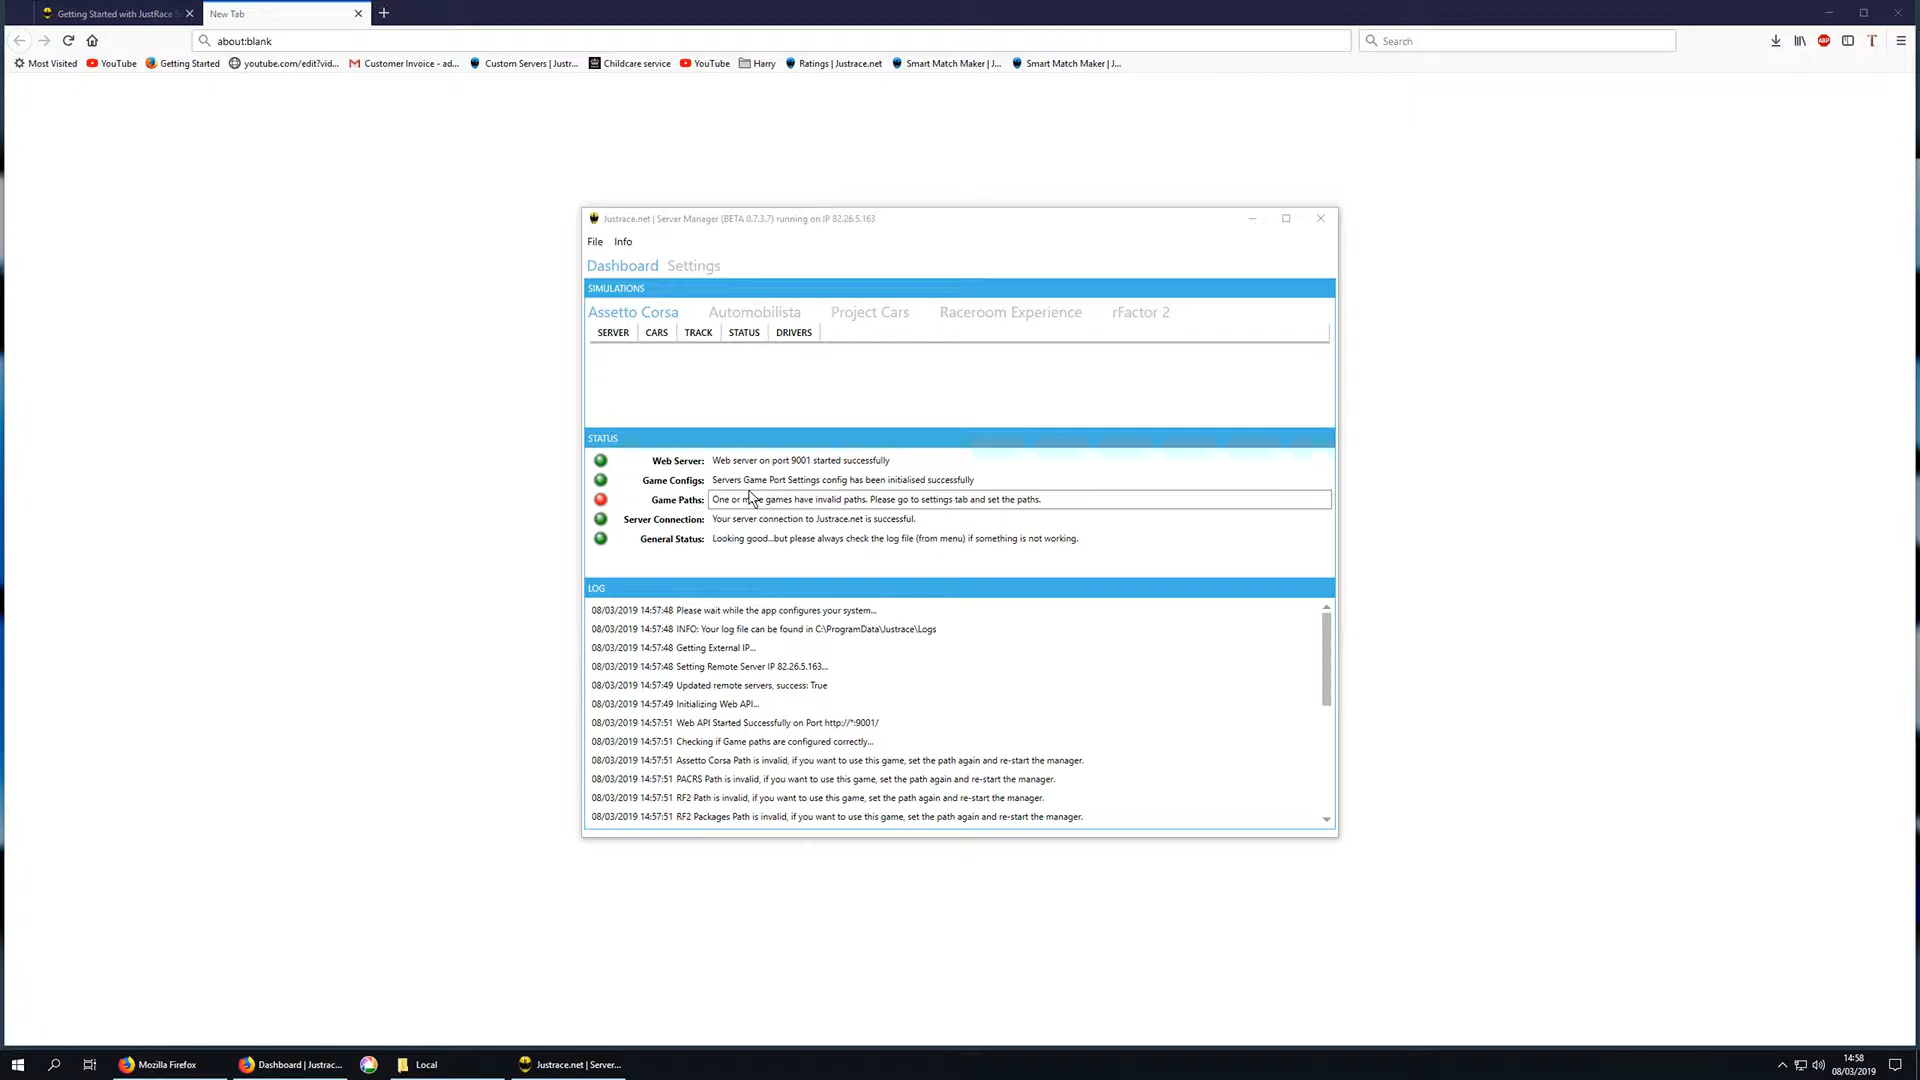 Getting Started with JustRace S
New Tab
about:blank
Search
Most Visited
YouTube
Getting Started
youtube.com/edit?vid...
Customer Invoice - ad...
Custom Servers | Justr...
Childcare service
YouTube
Harry
Ratings | Justrace.net
Smart Match Maker | J...
Smart Match Maker | J...
ABP
T
Justrace.net | Server Manager (BETA 0.7.3.7) running on IP 82.26.5.163
File Info
Dashboard Settings
SIMULATIONS
Assetto Corsa Automobilista Project Cars Raceroom Experience rFactor 2
SERVER CARS TRACK STATUS DRIVERS
STATUS
Web Server: Web server on port 9001 started successfully
Game Configs: Servers Game Port Settings config has been initialised successfully
Game Paths: One or more games have invalid paths. Please go to settings tab and set the paths.
Server Connection: Your server connection to Justrace.net is successful.
General Status: Looking good...but please always check the log file (from menu) if something is not working.
LOG
08/03/2019 14:57:48 Please wait while the app configures your system...
08/03/2019 14:57:48 INFO: Your log file can be found in C:\ProgramData\Justrace\Logs
08/03/2019 14:57:48 Getting External IP...
08/03/2019 14:57:48 Setting Remote Server IP 82.26.5.163...
08/03/2019 14:57:49 Updated remote servers, success: True
08/03/2019 14:57:49 Initializing Web API...
08/03/2019 14:57:51 Web API Started Successfully on Port http://*:9001/
08/03/2019 14:57:51 Checking if Game paths are configured correctly...
08/03/2019 14:57:51 Assetto Corsa Path is invalid, if you want to use this game, set the path again and re-start the manager.
08/03/2019 14:57:51 PACRS Path is invalid, if you want to use this game, set the path again and re-start the manager.
08/03/2019 14:57:51 RF2 Path is invalid, if you want to use this game, set the path again and re-start the manager.
08/03/2019 14:57:51 RF2 Packages Path is invalid, if you want to use this game, set the path again and re-start the manager.
Mozilla Firefox
Dashboard | Justrac...
Local
Justrace.net | Server...
14:58
08/03/2019